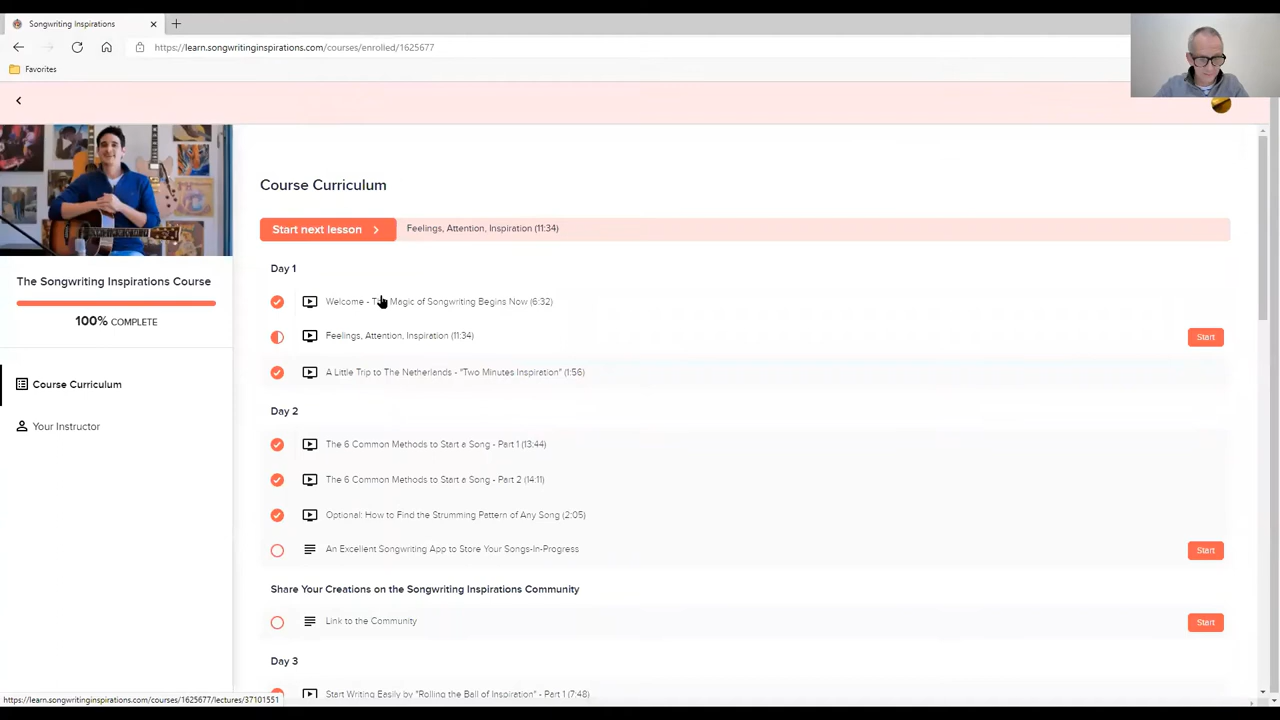 Songwriting Inspirations
https://learn.songwritinginspirations.com/courses/enrolled/1625677
Favorites
Course Curriculum
Start next lesson
Feelings, Attention, Inspiration (11:34)
Day 1
Welcome - The Magic of Songwriting Begins Now (6:32)
Feelings, Attention, Inspiration (11:34)
Start
A Little Trip to The Netherlands - "Two Minutes Inspiration" (1:56)
The Songwriting Inspirations Course
100% COMPLETE
Course Curriculum
Your Instructor
Day 2
The 6 Common Methods to Start a Song - Part 1 (13:44)
The 6 Common Methods to Start a Song - Part 2 (14:11)
Optional: How to Find the Strumming Pattern of Any Song (2:05)
An Excellent Songwriting App to Store Your Songs-In-Progress
Start
Share Your Creations on the Songwriting Inspirations Community
Link to the Community
Start
Day 3
Start Writing Easily by "Rolling the Ball of Inspiration" - Part 1 (7:48)
https://learn.songwritinginspirations.com/courses/1625677/lectures/37101551